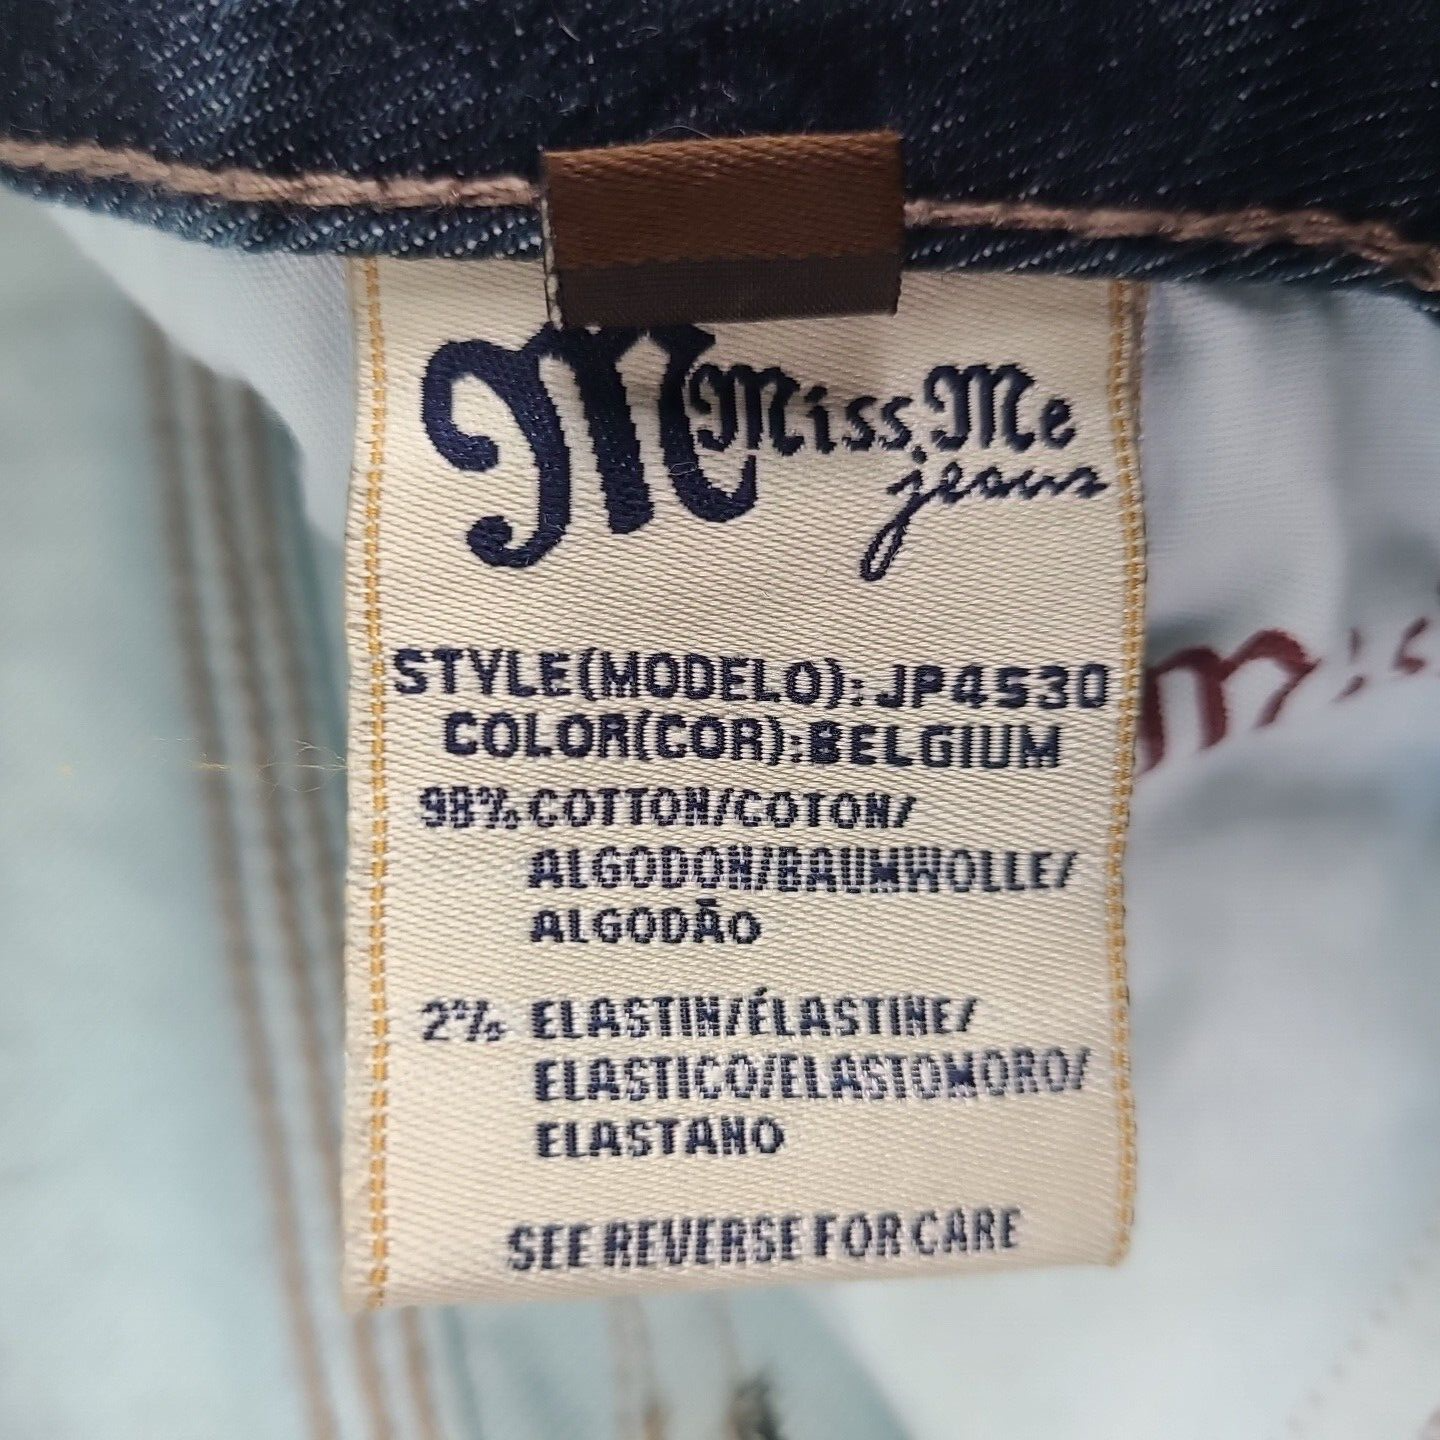 M Miss Me
jeans
STYLE(MODELO):JP4530
COLOR(COR):BELGIUM
98% COTTON/COTON/
ALGODON/BAUMWOLLE/
ALGODÃO
2% ELASTIN/ÉLASTINE/
ELASTICO/ELASTOMORO/
ELASTANO
SEE REVERSE FOR CARE